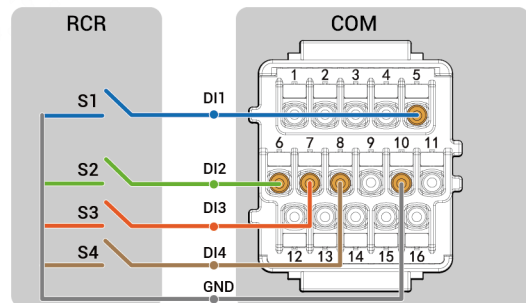 RCR
COM
1 2 3 4 5
S1
DI1
6 7 8 9 10 11
S2
DI2
S3
DI3
S4
DI4
12 13 14 15 16
GND